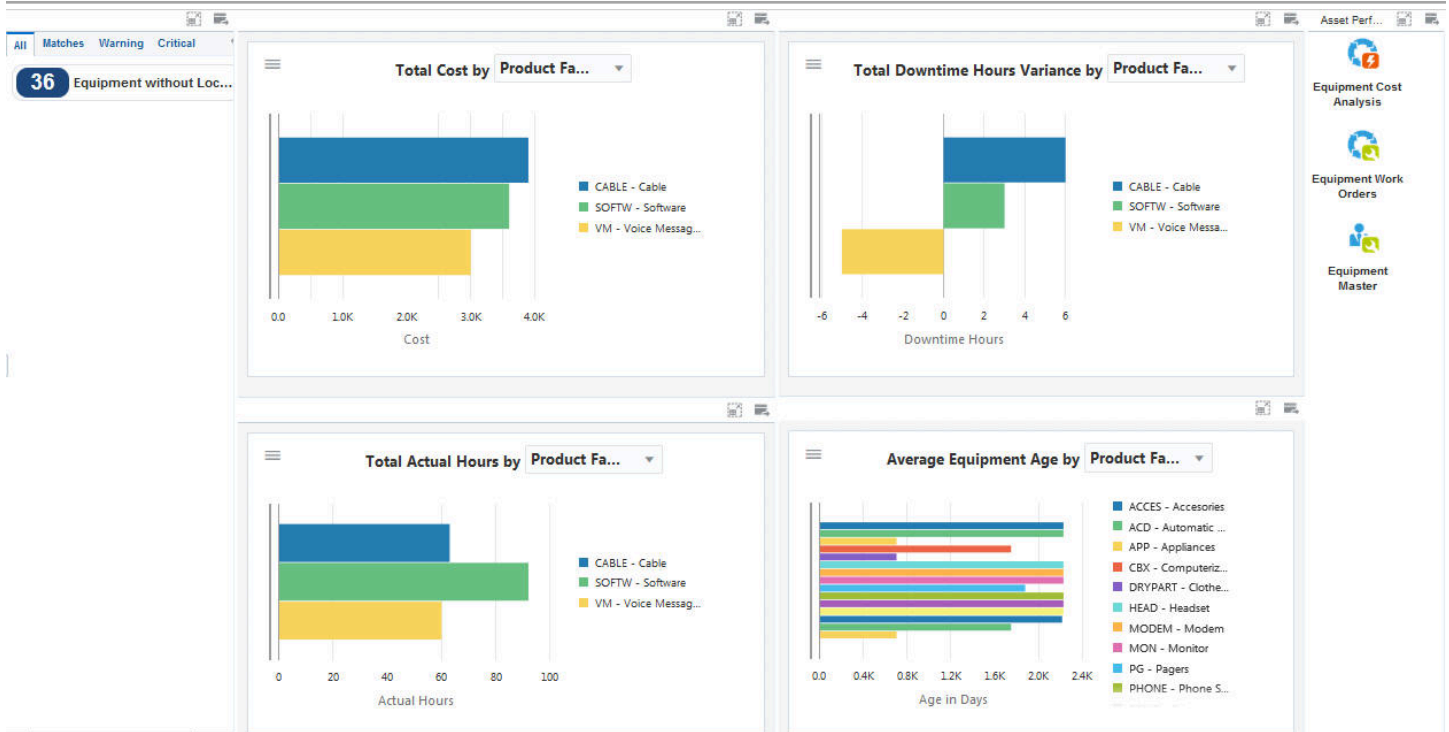 All Matches Warning Critical
36 Equipment without Loc...
Total Cost by Product Fa...
CABLE - Cable
SOFTW - Software
VM - Voice Messag...
0.0 1.0K 2.0K 3.0K 4.0K
Cost
Total Downtime Hours Variance by Product Fa...
CABLE - Cable
SOFTW - Software
VM - Voice Messa...
-6 -4 -2 0 2 4 6
Downtime Hours
Asset Perf...
Equipment Cost
Analysis
Equipment Work
Orders
Equipment
Master
Total Actual Hours by Product Fa...
CABLE - Cable
SOFTW - Software
VM - Voice Messag...
0 20 40 60 80 100
Actual Hours
Average Equipment Age by Product Fa...
ACCES - Accesories
ACD - Automatic ...
APP - Appliances
CBX - Computeriz...
DRYPART - Clothe...
HEAD - Headset
MODEM - Modem
MON - Monitor
PG - Pagers
PHONE - Phone S...
0.0 0.4K 0.8K 1.2K 1.6K 2.0K 2.4K
Age in Days